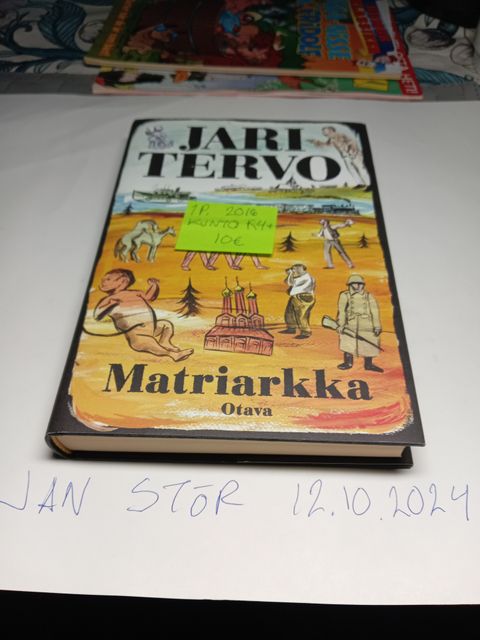 JARI
TERVO
1P. 2016
KUNTO K4+
10€
Matriarkka
Otava
JAN STÖR 12.10.2024